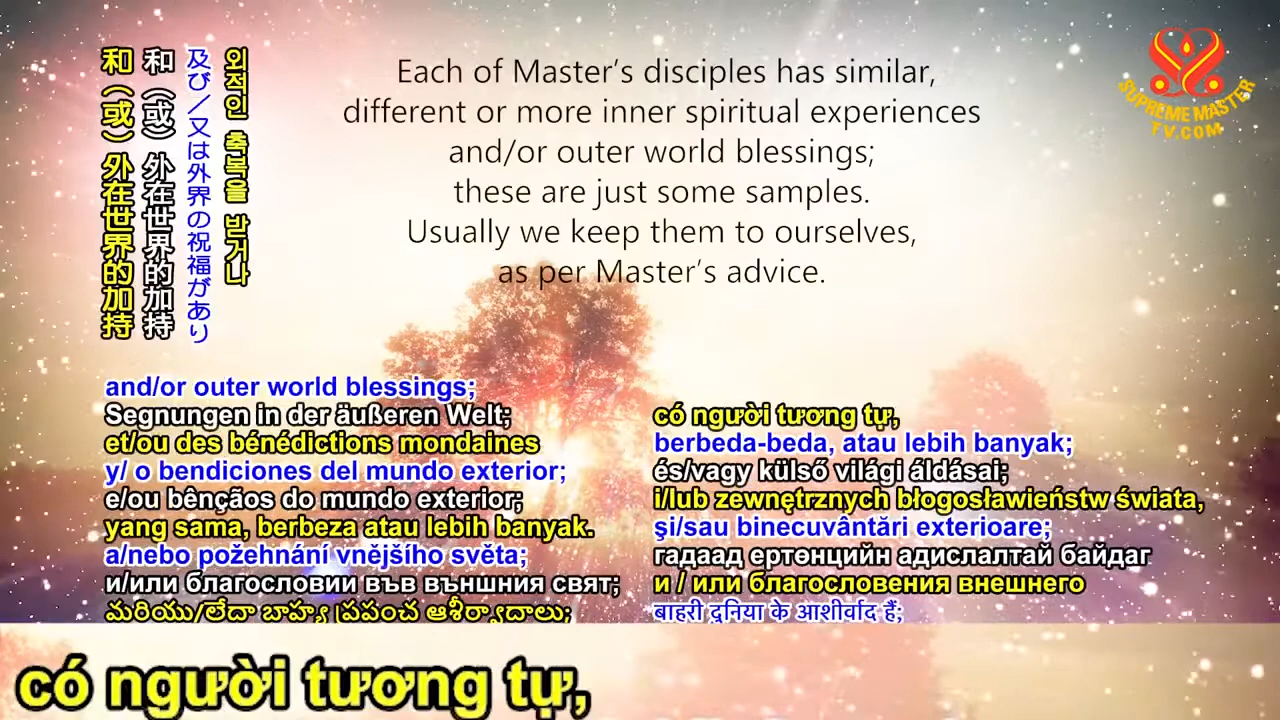 Each of Master's disciples has similar,
different or more inner spiritual experiences
and/or outer world blessings;
these are just some samples.
Usually we keep them to ourselves,
as per Master's advice.
SUPREME MASTER
TV.COM
和（或）外在世界的加持
和（或）外在世界的加持
及び／又は外界の祝福があり
외적인 축복을 받거나
and/or outer world blessings;
Segnungen in der äußeren Welt;
et/ou des bénédictions mondaines
y/ o bendiciones del mundo exterior;
e/ou bênçãos do mundo exterior;
yang sama, berbeza atau lebih banyak.
a/nebo požehnání vnějšího světa;
и/или благословии във външния свят;
మరియు/లేదా బాహ్య ప్రపంచ ఆశీర్వాదాలు;
có người tương tự,
berbeda-beda, atau lebih banyak;
és/vagy külső világi áldásai;
i/lub zewnętrznych błogosławieństw świata,
şi/sau binecuvântări exterioare;
гадаад ертөнцийн адислалтай байдаг
и / или благословения внешнего
बाहरी दुनिया के आशीर्वाद हैं;
có người tương tự,